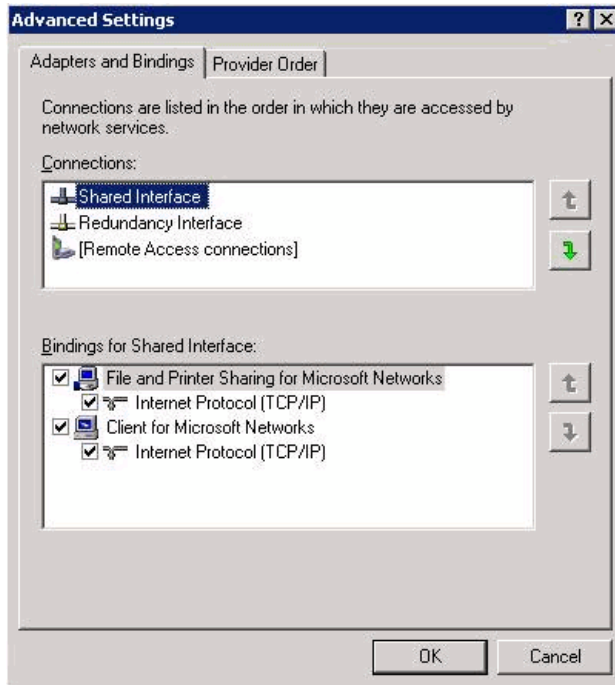 Advanced Settings
Adapters and Bindings
Provider Order
Connections are listed in the order in which they are accessed by
network services.
Connections:
Shared Interface
Redundancy Interface
[Remote Access connections]
Bindings for Shared Interface:
File and Printer Sharing for Microsoft Networks
Internet Protocol (TCP/IP)
Client for Microsoft Networks
Internet Protocol (TCP/IP)
OK
Cancel